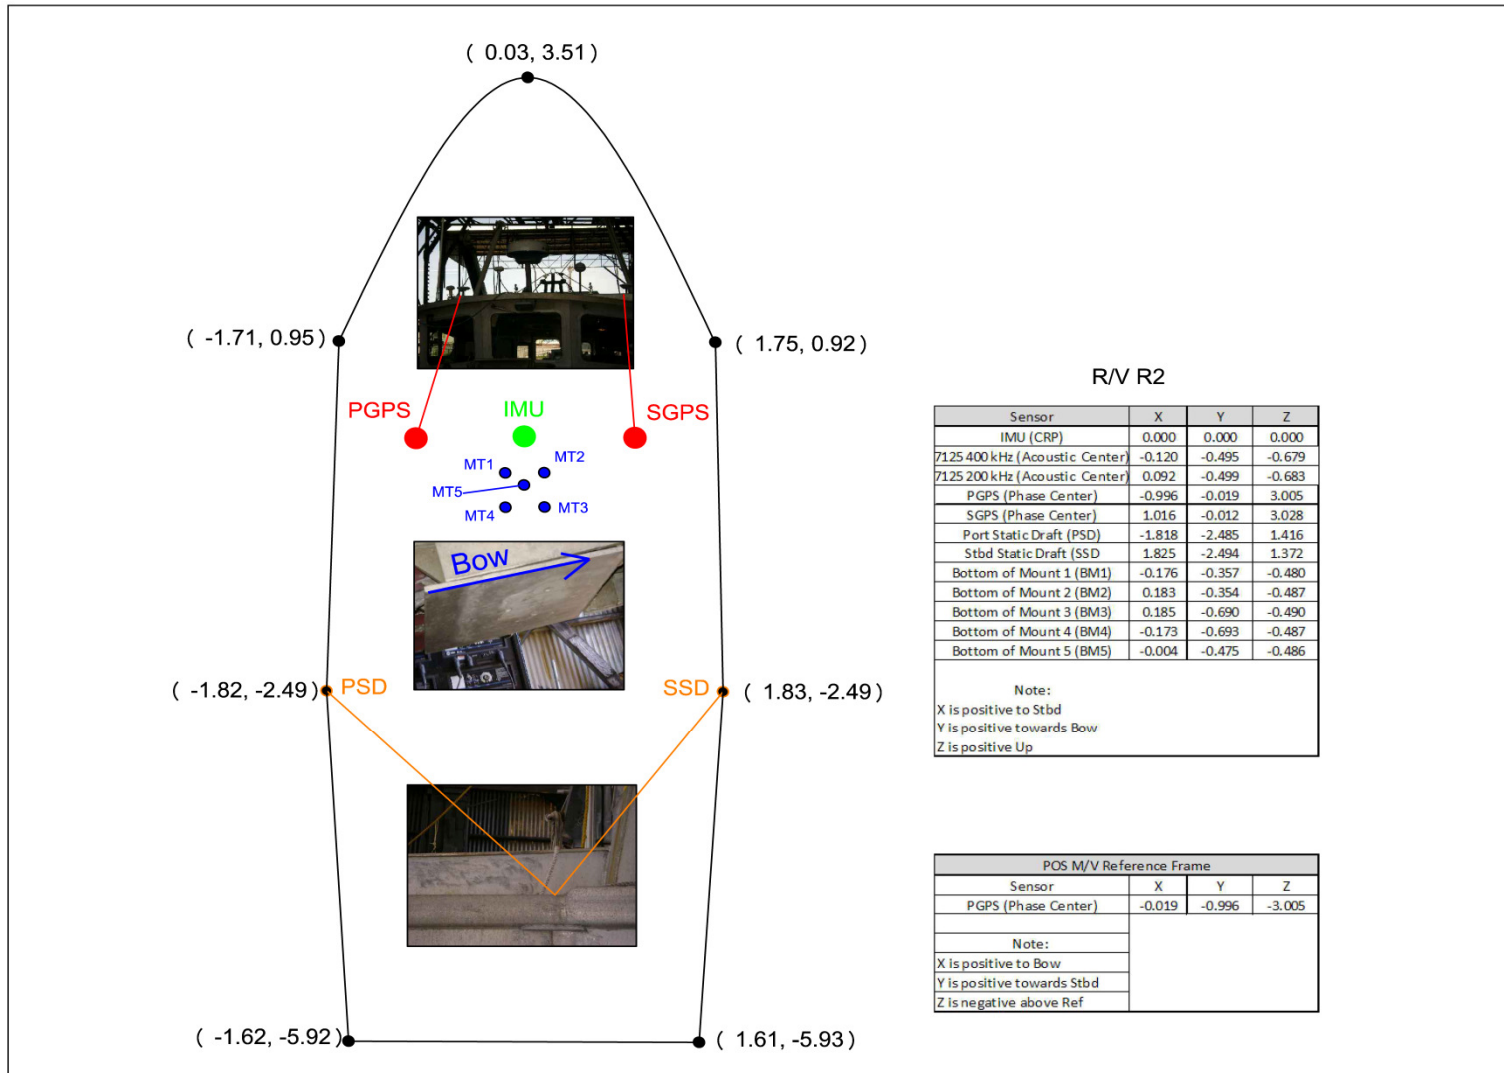 ( 0.03, 3.51 )
( -1.71, 0.95 )
( 1.75, 0.92 )
PGPS
IMU
SGPS
MT1
MT2
MT5
MT4
MT3
Bow
( -1.82, -2.49 )
PSD
SSD
( 1.83, -2.49 )
( -1.62, -5.92 )
( 1.61, -5.93 )
R/V R2
Sensor X Y Z
IMU (CRP) 0.000 0.000 0.000
7125 400 kHz (Acoustic Center) -0.120 -0.495 -0.679
7125 200 kHz (Acoustic Center) 0.092 -0.499 -0.683
PGPS (Phase Center) -0.996 -0.019 3.005
SGPS (Phase Center) 1.016 -0.012 3.028
Port Static Draft (PSD) -1.818 -2.485 1.416
Stbd Static Draft (SSD 1.825 -2.494 1.372
Bottom of Mount 1 (BM1) -0.176 -0.357 -0.480
Bottom of Mount 2 (BM2) 0.183 -0.354 -0.487
Bottom of Mount 3 (BM3) 0.185 -0.690 -0.490
Bottom of Mount 4 (BM4) -0.173 -0.693 -0.487
Bottom of Mount 5 (BM5) -0.004 -0.475 -0.486
Note:
X is positive to Stbd
Y is positive towards Bow
Z is positive Up
POS M/V Reference Frame
Sensor X Y Z
PGPS (Phase Center) -0.019 -0.996 -3.005
Note:
X is positive to Bow
Y is positive towards Stbd
Z is negative above Ref